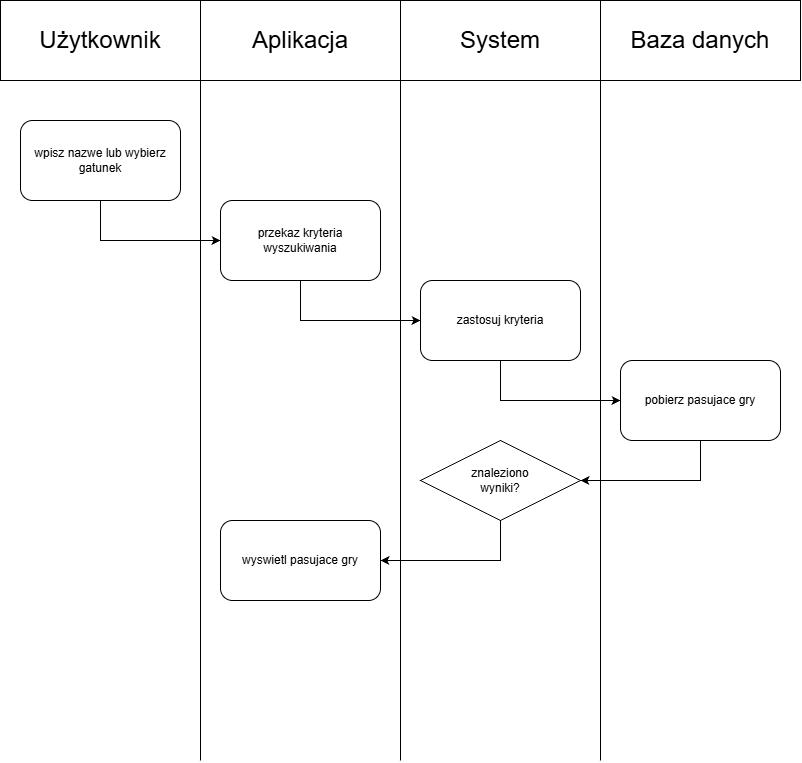 Użytkownik
Aplikacja
System
Baza danych
wpisz nazwe lub wybierz
gatunek
przekaz kryteria
wyszukiwania
zastosuj kryteria
pobierz pasujace gry
znaleziono
wyniki?
wyswietl pasujace gry